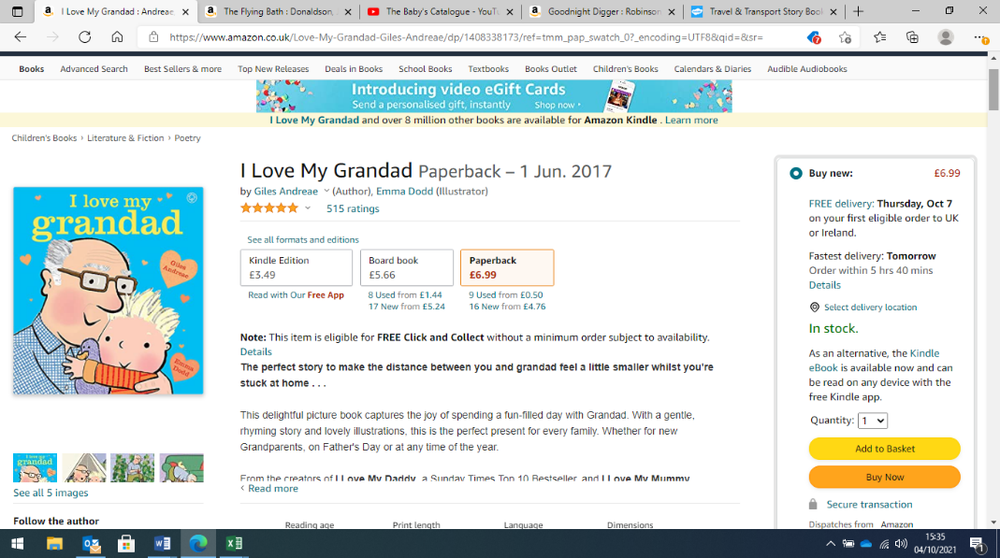 I Love My Grandad : Andreae
The Flying Bath : Donaldson,
The Baby's Catalogue - YouT
Goodnight Digger : Robinson
Travel & Transport Story Boo
https://www.amazon.co.uk/Love-My-Grandad-Giles-Andreae/dp/1408338173/ref=tmm_pap_swatch_0?_encoding=UTF8&qid=&sr=
7
Books Advanced Search Best Sellers & more Top New Releases Deals in Books School Books Textbooks Books Outlet Children's Books Calendars & Diaries Audible Audiobooks
Introducing video eGift Cards
Send a personalised gift, instantly Shop now ›
I Love My Grandad and over 8 million other books are available for Amazon Kindle . Learn more
Children's Books › Literature & Fiction › Poetry
I love my
grandad
Giles
Andreae
Emma
Dodd
I love my
grandad
See all 5 images
Follow the author
I Love My Grandad Paperback – 1 Jun. 2017
by Giles Andreae (Author), Emma Dodd (Illustrator)
515 ratings
See all formats and editions
Kindle Edition
£3.49
Read with Our Free App
Board book
£5.66
8 Used from £1.44
17 New from £5.24
Paperback
£6.99
9 Used from £0.50
16 New from £4.76
Note: This item is eligible for FREE Click and Collect without a minimum order subject to availability.
Details
The perfect story to make the distance between you and grandad feel a little smaller whilst you're
stuck at home . . .
This delightful picture book captures the joy of spending a fun-filled day with Grandad. With a gentle,
rhyming story and lovely illustrations, this is the perfect present for every family. Whether for new
Grandparents, on Father's Day or at any time of the year.
From the creators of I Love My Daddy, a Sunday Times Top 10 Bestseller, and I Love My Mummy
Read more
Reading age Print length Language Dimensions
Buy new: £6.99
FREE delivery: Thursday, Oct 7
on your first eligible order to UK
or Ireland.
Fastest delivery: Tomorrow
Order within 5 hrs 40 mins
Details
Select delivery location
In stock.
As an alternative, the Kindle
eBook is available now and can
be read on any device with the
free Kindle app.
Quantity: 1
Add to Basket
Buy Now
Secure transaction
Dispatches from Amazon
15:35
04/10/2021
1